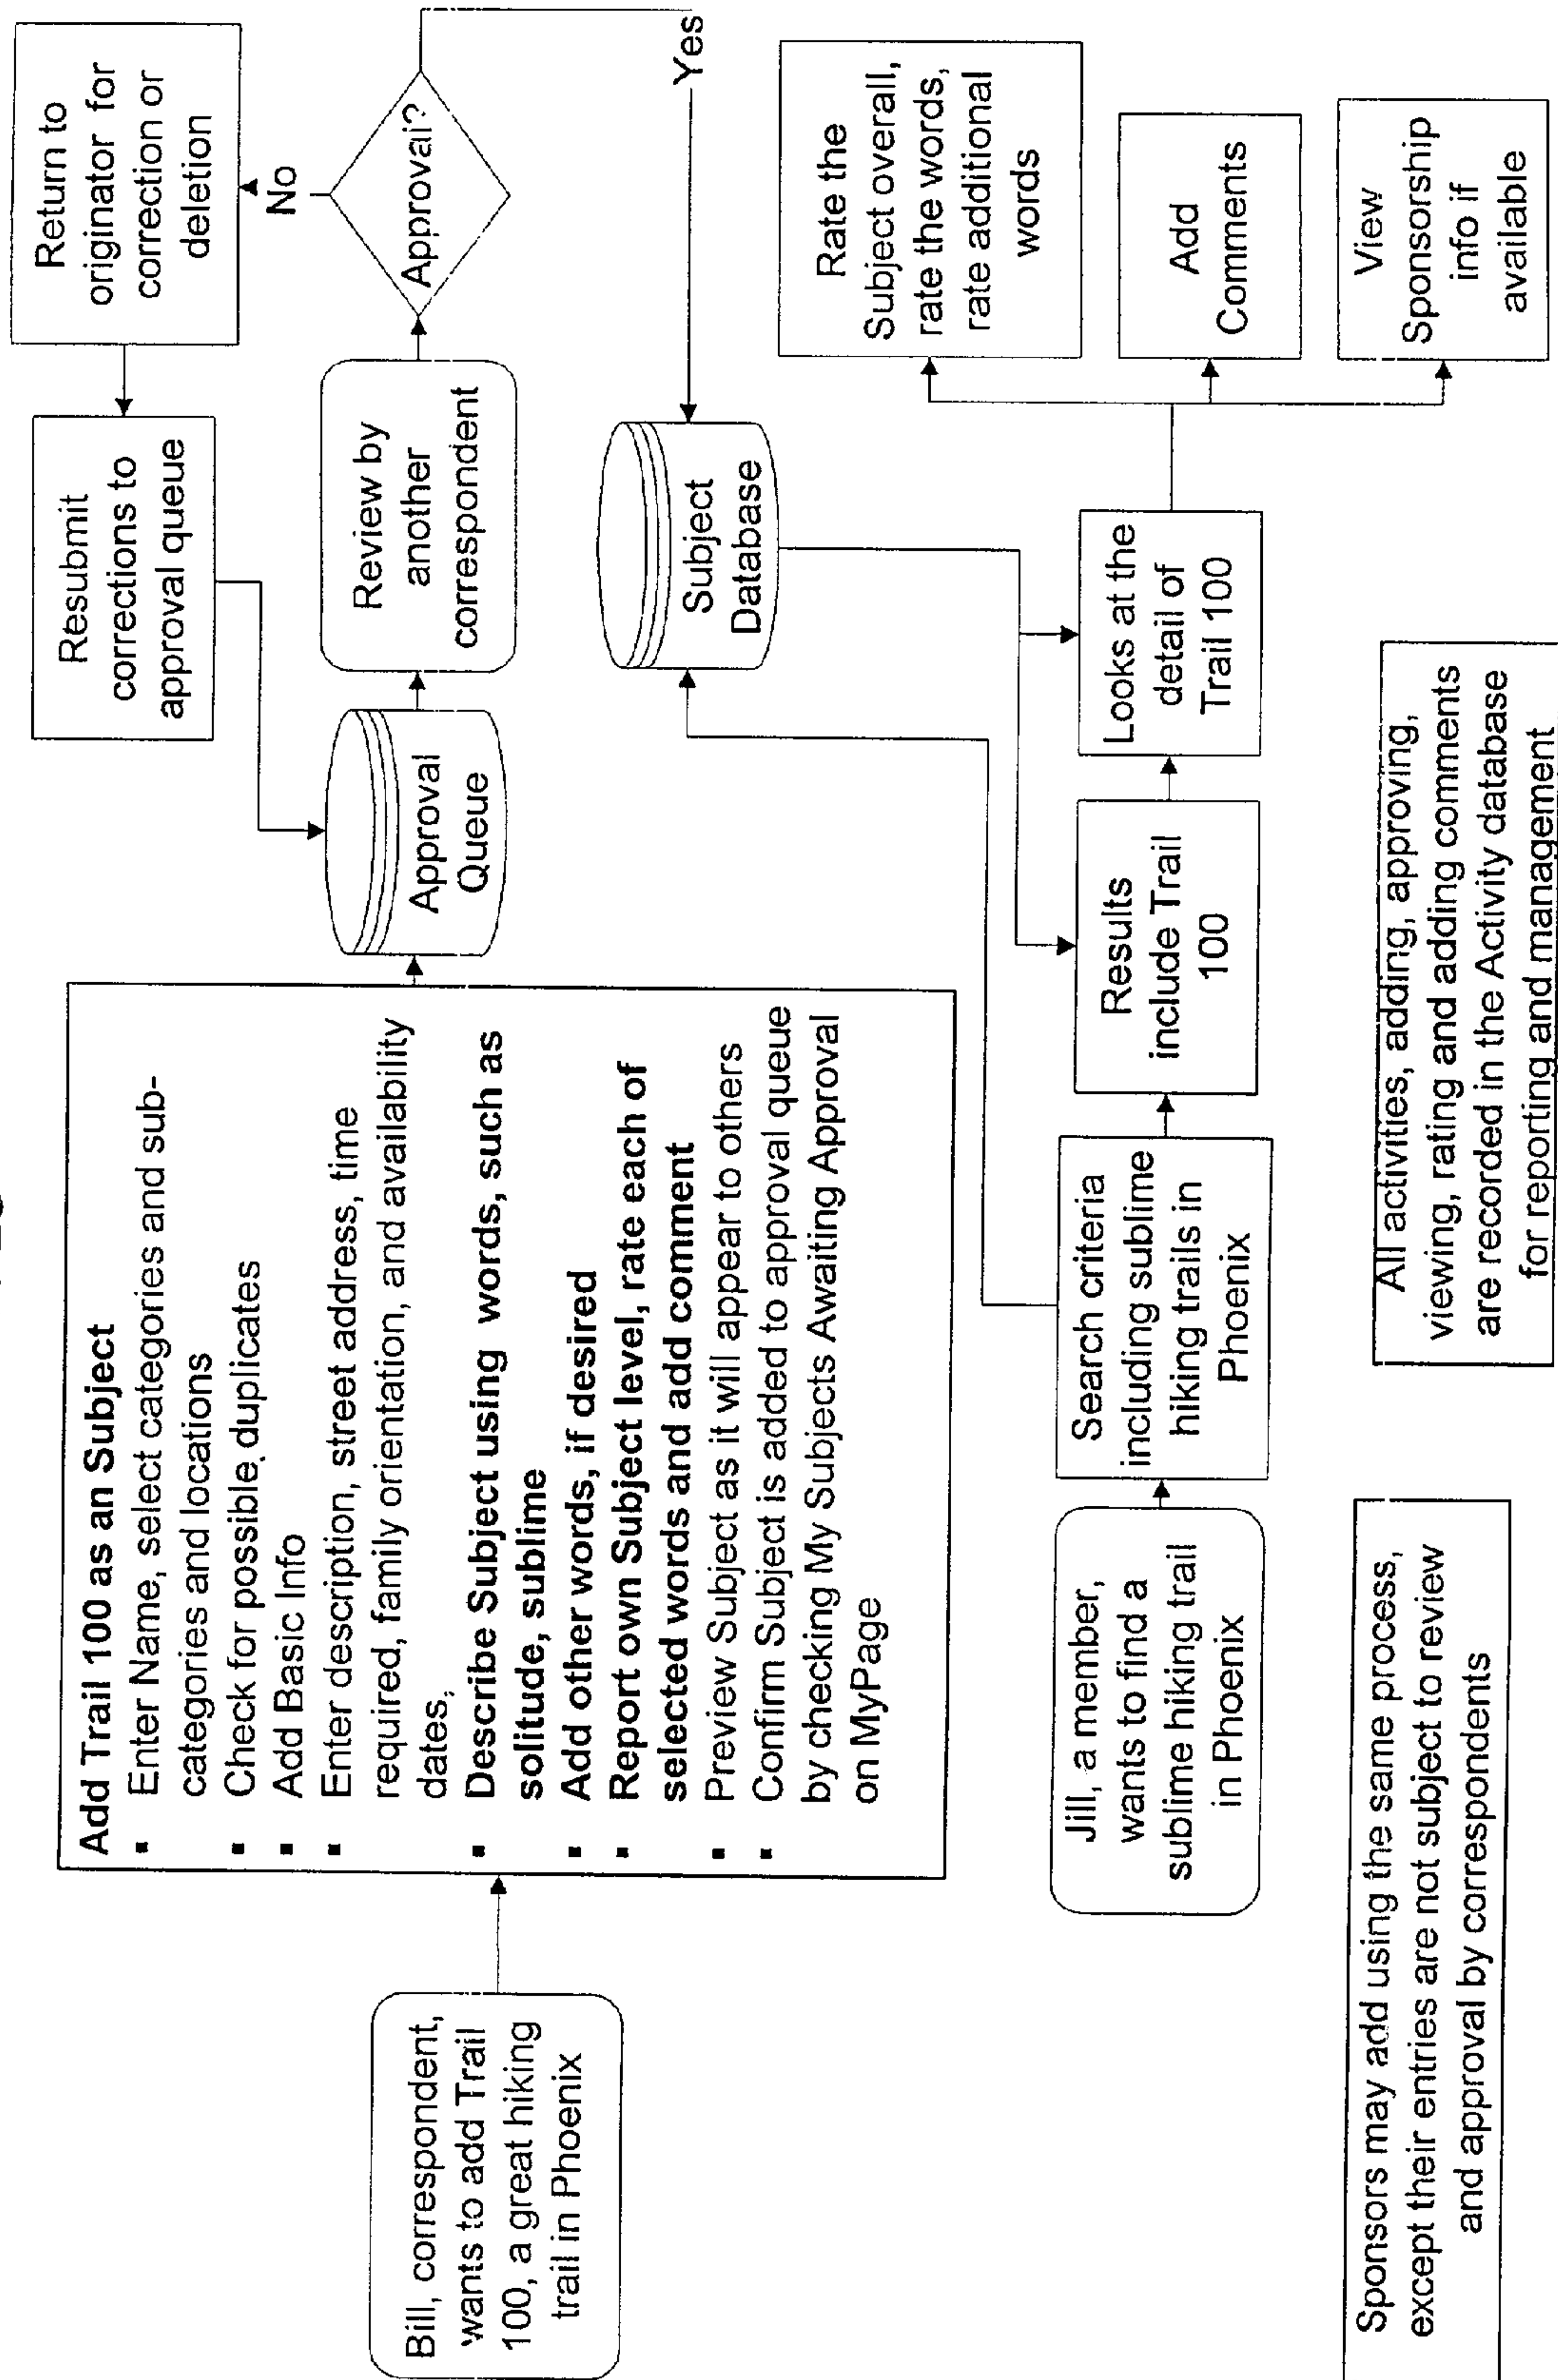 Bill, correspondent,
wants to add Trail
100, a great hiking
trail in Phoenix
Add Trail 100 as an Subject
▪ Enter Name, select categories and sub-
categories and locations
▪ Check for possible duplicates
▪ Add Basic Info
▪ Enter description, street address, time
required, family orientation, and availability
dates,
▪ Describe Subject using words, such as
solitude, sublime
▪ Add other words, if desired
▪ Report own Subject level, rate each of
selected words and add comment
▪ Preview Subject as it will appear to others
▪ Confirm Subject is added to approval queue
by checking My Subjects Awaiting Approval
on MyPage
Approval
Queue
Resubmit
corrections to
approval queue
Review by
another
correspondent
Return to
originator for
correction or
deletion
No
Approval?
Yes
Subject
Database
Jill, a member,
wants to find a
sublime hiking trail
in Phoenix
Search criteria
including sublime
hiking trails in
Phoenix
Results
include Trail
100
Looks at the
detail of
Trail 100
Rate the
Subject overall,
rate the words,
rate additional
words
Add
Comments
View
Sponsorship
info if
available
Sponsors may add using the same process,
except their entries are not subject to review
and approval by correspondents
All activities, adding, approving,
viewing, rating and adding comments
are recorded in the Activity database
for reporting and management